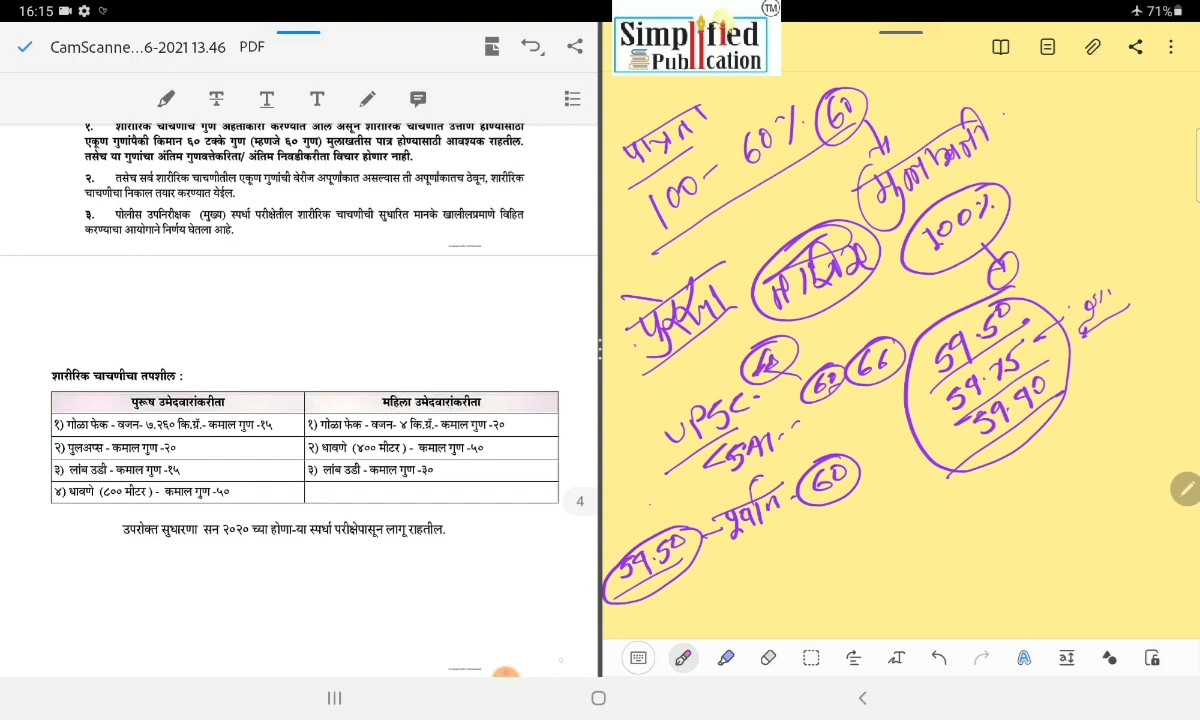 16:15
71%
CamScanne...6-2021 13.46 PDF
१. शारीरिक चाचणीचे गुण अर्हताकारी करण्यात आले असून शारीरिक चाचणीत उत्तीर्ण होण्यासाठी
एकूण गुणांपैकी किमान ६० टक्के गुण (म्हणजे ६० गुण) मुलाखतीस पात्र होण्यासाठी आवश्यक राहतील.
तसेच या गुणांचा अंतिम गुणवत्तेकरिता/ अंतिम निवडीकरीता विचार होणार नाही.
२. तसेच सर्व शारीरिक चाचणीतील एकूण गुणांची बेरीज अपूर्णांकात असल्यास ती अपूर्णांकातच ठेवून, शारीरिक
चाचणीचा निकाल तयार करण्यात येईल.
३. पोलीस उपनिरीक्षक (मुख्य) स्पर्धा परीक्षेतील शारीरिक चाचणीची सुधारित मानके खालीलप्रमाणे विहित
करण्याचा आयोगाने निर्णय घेतला आहे.
शारीरिक चाचणीचा तपशील :
पुरूष उमेदवारांकरीता महिला उमेदवारांकरीता
१) गोळा फेक - वजन- ७.२६० कि.ग्रॅ.- कमाल गुण -१५ १) गोळा फेक - वजन- ४ कि.ग्रॅ.- कमाल गुण -२०
२) पुलअप्स - कमाल गुण -२० २) धावणे (४०० मीटर ) - कमाल गुण -५०
३) लांब उडी - कमाल गुण -१५ ३) लांब उडी - कमाल गुण -३०
४) धावणे (८०० मीटर ) - कमाल गुण -५०
4
उपरोक्त सुधारणा सन २०२० च्या होणा-या स्पर्धा परीक्षेपासून लागू राहतील.
Simplified
Publication
TM
पात्रता
100 - 60% 60
मुलाखती
100%
UPSC -
CSAT --
60 66
59.50
59.75
59.90
पूर्णांक - 60
59.50